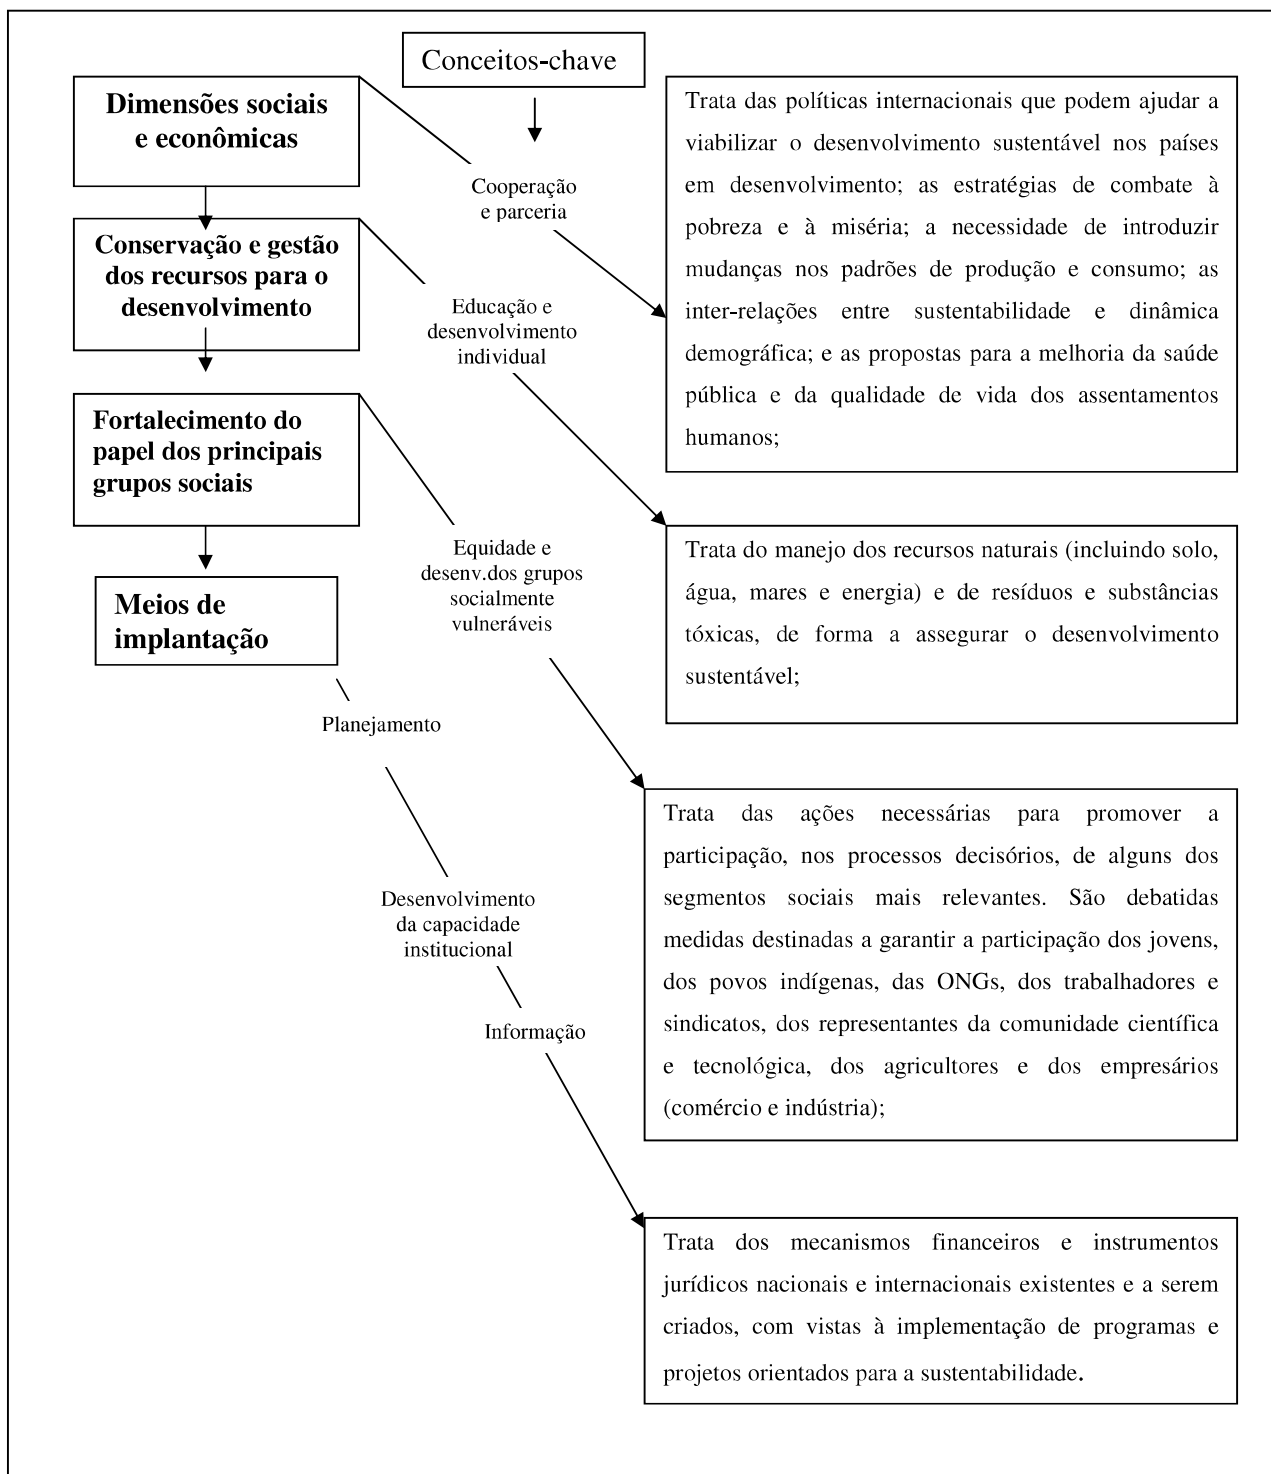 Conceitos-chave
Dimensões sociais
e econômicas
Cooperação
e parceria
Trata das políticas internacionais que podem ajudar a
viabilizar o desenvolvimento sustentável nos países
em desenvolvimento; as estratégias de combate à
pobreza e à miséria; a necessidade de introduzir
mudanças nos padrões de produção e consumo; as
inter-relações entre sustentabilidade e dinâmica
demográfica; e as propostas para a melhoria da saúde
pública e da qualidade de vida dos assentamentos
humanos;
Conservação e gestão
dos recursos para o
desenvolvimento
Educação e
desenvolvimento
individual
Trata do manejo dos recursos naturais (incluindo solo,
água, mares e energia) e de resíduos e substâncias
tóxicas, de forma a assegurar o desenvolvimento
sustentável;
Fortalecimento do
papel dos principais
grupos sociais
Equidade e
desenv.dos grupos
socialmente
vulneráveis
Trata das ações necessárias para promover a
participação, nos processos decisórios, de alguns dos
segmentos sociais mais relevantes. São debatidas
medidas destinadas a garantir a participação dos jovens,
dos povos indígenas, das ONGs, dos trabalhadores e
sindicatos, dos representantes da comunidade científica
e tecnológica, dos agricultores e dos empresários
(comércio e indústria);
Meios de
implantação
Planejamento
Desenvolvimento
da capacidade
institucional
Informação
Trata dos mecanismos financeiros e instrumentos
jurídicos nacionais e internacionais existentes e a serem
criados, com vistas à implementação de programas e
projetos orientados para a sustentabilidade.